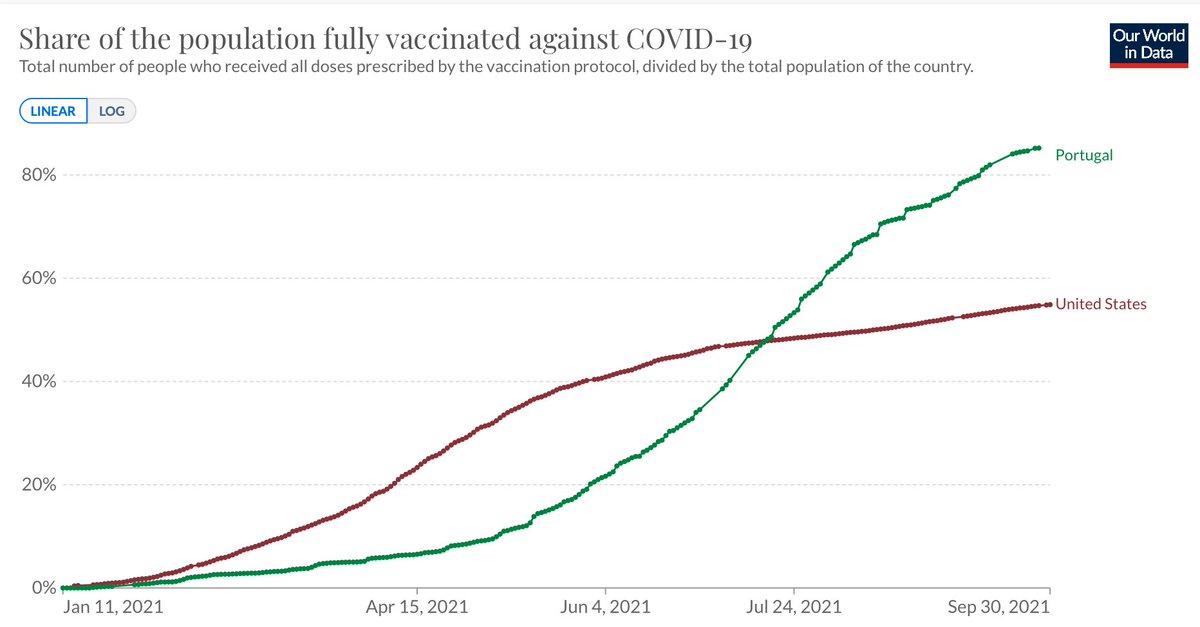 Share of the population fully vaccinated against COVID-19
Total number of people who received all doses prescribed by the vaccination protocol, divided by the total population of the country.
Our World
in Data
LINEAR
LOG
Portugal
80%
60%
United States
40%
20%
0%
Jan 11, 2021
Apr 15, 2021
Jun 4, 2021
Jul 24, 2021
Sep 30, 2021